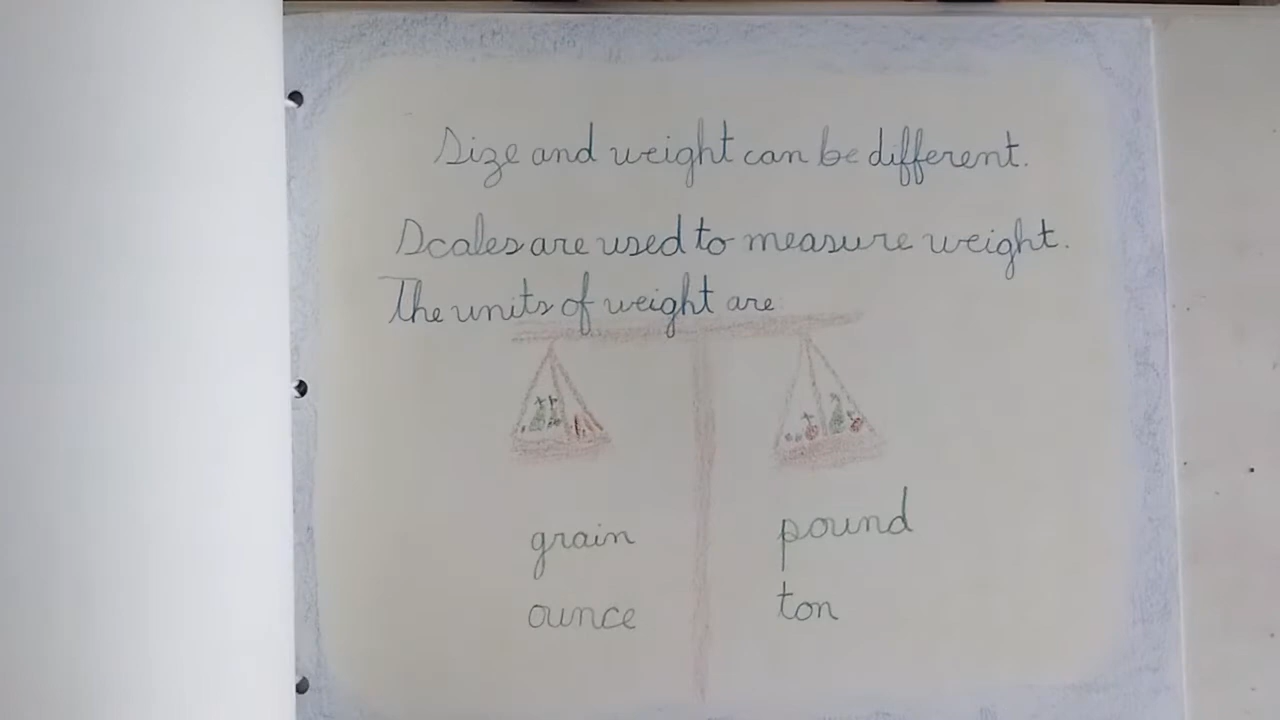 Size and weight can be different.
Scales are used to measure weight.
The units of weight are
grain
pound
ounce
ton